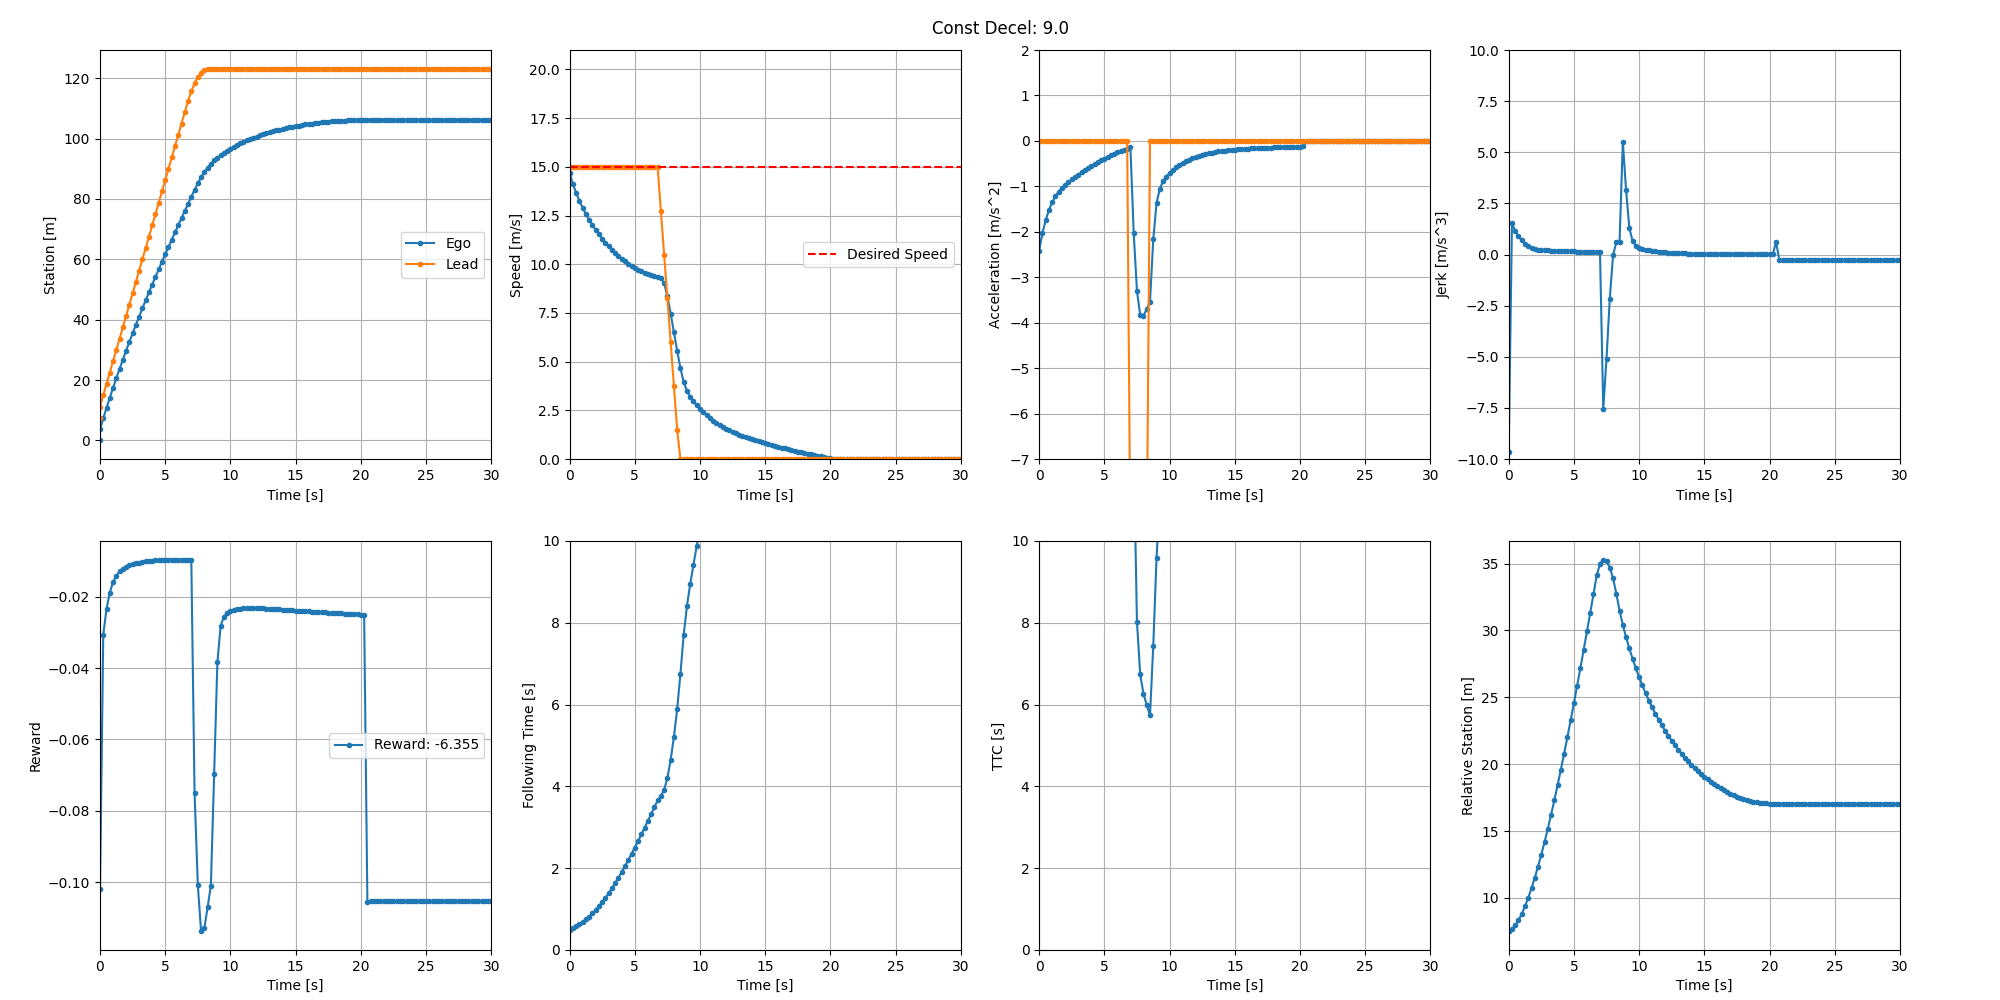 Const Decel: 9.0
Station [m]
120
100
80
60
40
20
0
0 5 10 15 20 25 30
Time [s]
Ego
Lead
Speed [m/s]
20.0
17.5
15.0
12.5
10.0
7.5
5.0
2.5
0.0
0 5 10 15 20 25 30
Time [s]
Desired Speed
Acceleration [m/s^2]
2
1
0
−1
−2
−3
−4
−5
−6
−7
0 5 10 15 20 25 30
Time [s]
Jerk [m/s^3]
10.0
7.5
5.0
2.5
0.0
−2.5
−5.0
−7.5
−10.0
0 5 10 15 20 25 30
Time [s]
Reward
−0.02
−0.04
−0.06
−0.08
−0.10
0 5 10 15 20 25 30
Time [s]
Reward: -6.355
Following Time [s]
10
8
6
4
2
0
0 5 10 15 20 25 30
Time [s]
TTC [s]
10
8
6
4
2
0
0 5 10 15 20 25 30
Time [s]
Relative Station [m]
35
30
25
20
15
10
0 5 10 15 20 25 30
Time [s]